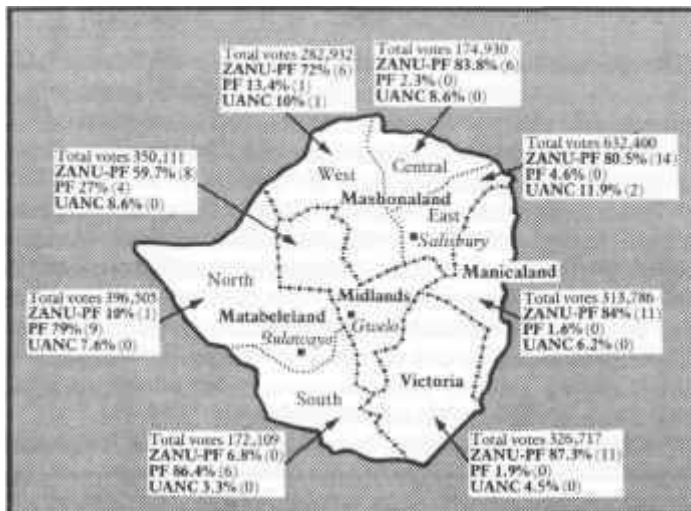 Total votes 282,932
ZANU-PF 72% (6)
PF 13.4% (1)
UANC 10% (1)
Total votes 174,930
ZANU-PF 83.8% (6)
PF 2.3% (0)
UANC 8.6% (0)
Total votes 350,111
ZANU-PF 59.7% (8)
PF 27% (4)
UANC 8.6% (0)
Total votes 632,400
ZANU-PF 80.5% (14)
PF 4.6% (0)
UANC 11.9% (2)
West
Central
Mashonaland
East
Salisbury
North
Manicaland
Midlands
Matabeleland
Gwelo
Bulawayo
Victoria
South
Total votes 396,505
ZANU-PF 10% (1)
PF 79% (9)
UANC 7.6% (0)
Total votes 313,786
ZANU-PF 84% (11)
PF 1.6% (0)
UANC 6.2% (0)
Total votes 172,109
ZANU-PF 6.8% (0)
PF 86.4% (6)
UANC 3.3% (0)
Total votes 326,717
ZANU-PF 87.3% (11)
PF 1.9% (0)
UANC 4.5% (0)